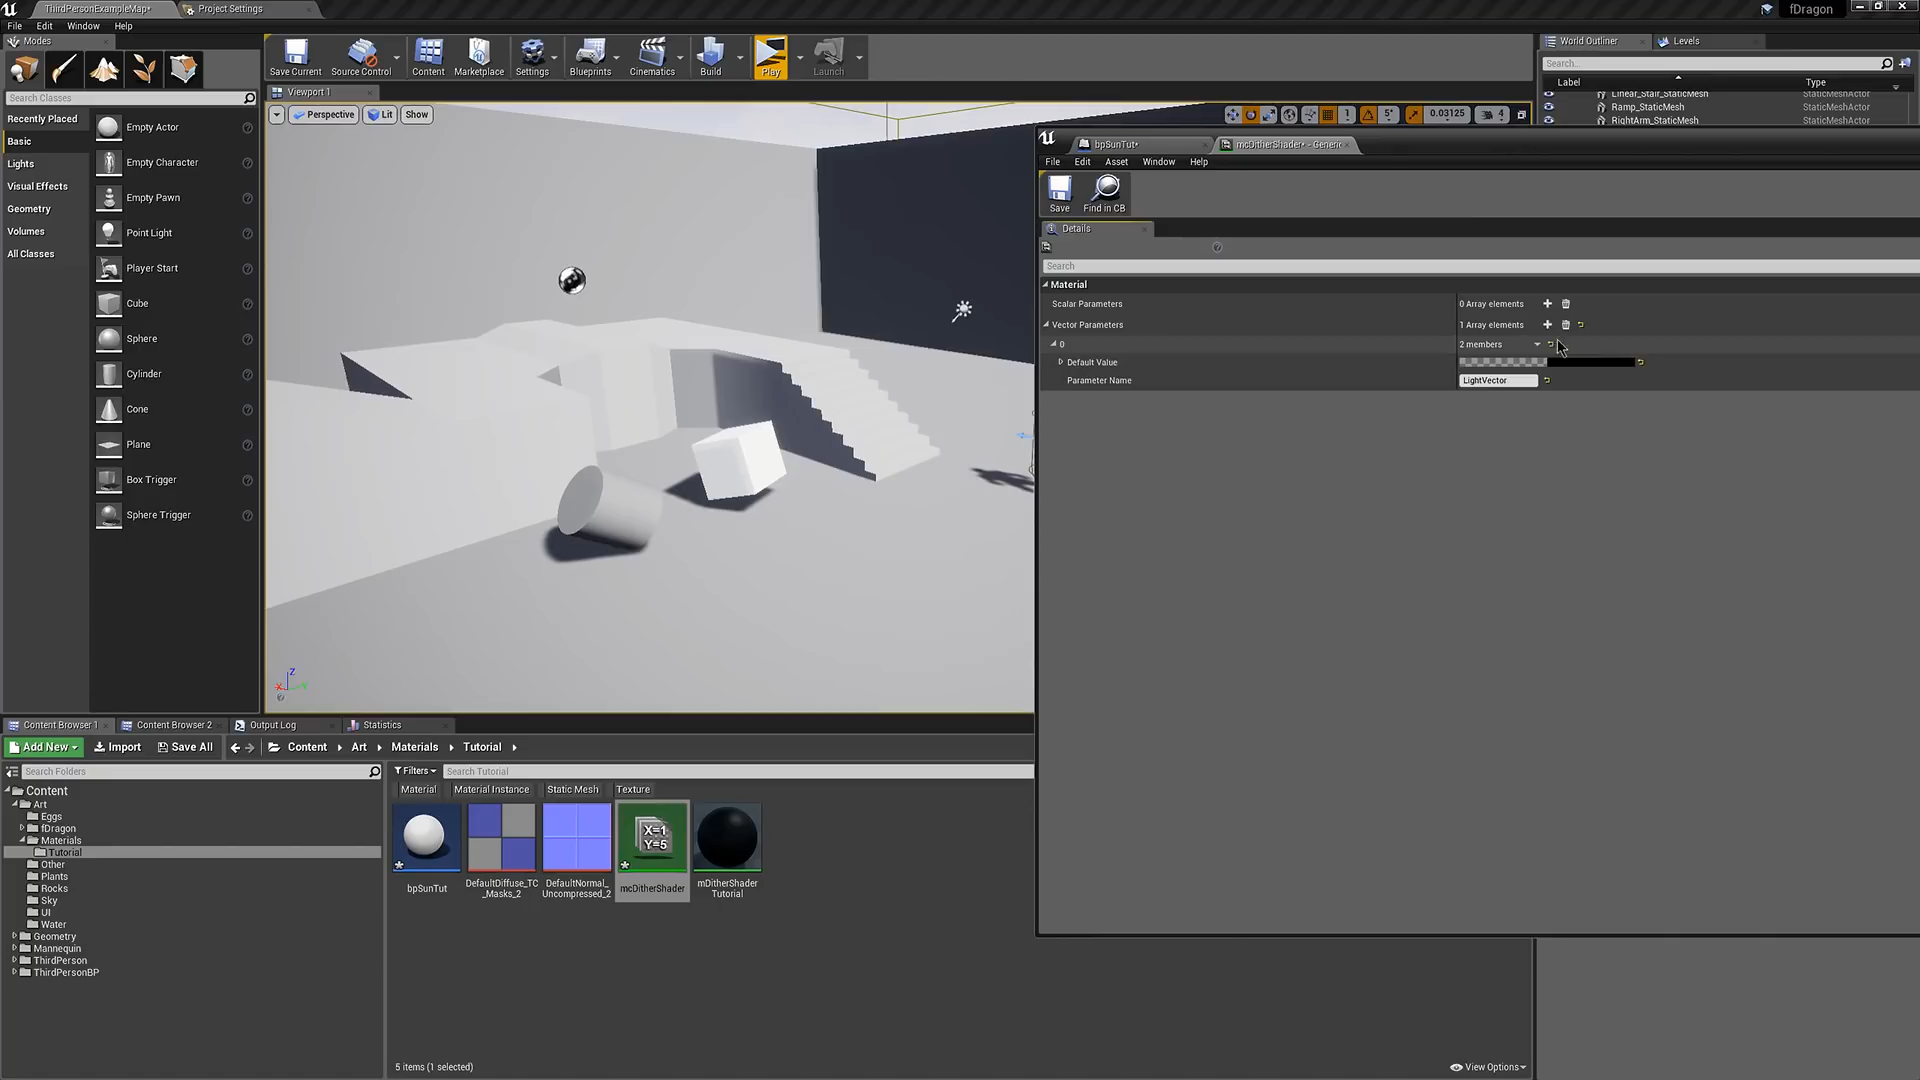 ThirdPersonExampleMap*
Project Settings
fDragon
File Edit Window Help
Modes
Search Classes
Recently Placed
Basic
Lights
Visual Effects
Geometry
Volumes
All Classes
Empty Actor
Empty Character
Empty Pawn
Point Light
Player Start
Cube
Sphere
Cylinder
Cone
Plane
Box Trigger
Sphere Trigger
Save Current
Source Control
Content
Marketplace
Settings
Blueprints
Cinematics
Build
Play
Launch
Viewport 1
Perspective
Lit
Show
1
5°
0.03125
4
Z
X
Y
World Outliner
Levels
Search...
Label
Type
Linear_Stair_StaticMesh StaticMeshActor
Ramp_StaticMesh StaticMeshActor
RightArm_StaticMesh StaticMeshActor
bpSunTut*
mcDitherShader* - Generic
File Edit Asset Window Help
Save
Find in CB
Details
Search
Material
Scalar Parameters 0 Array elements
Vector Parameters 1 Array elements
0 2 members
Default Value
Parameter Name LightVector
Content Browser 1
Content Browser 2
Output Log
Statistics
Add New
Import
Save All
Content
Art
Materials
Tutorial
Search Folders
Content
Art
Eggs
fDragon
Materials
Tutorial
Other
Plants
Rocks
Sky
UI
Water
Geometry
Mannequin
ThirdPerson
ThirdPersonBP
Filters
Search Tutorial
Material
Material Instance
Static Mesh
Texture
X=1
Y=5
bpSunTut
DefaultDiffuse_TC
_Masks_2
DefaultNormal_
Uncompressed_2
mcDitherShader
mDitherShader
Tutorial
5 items (1 selected)
View Options